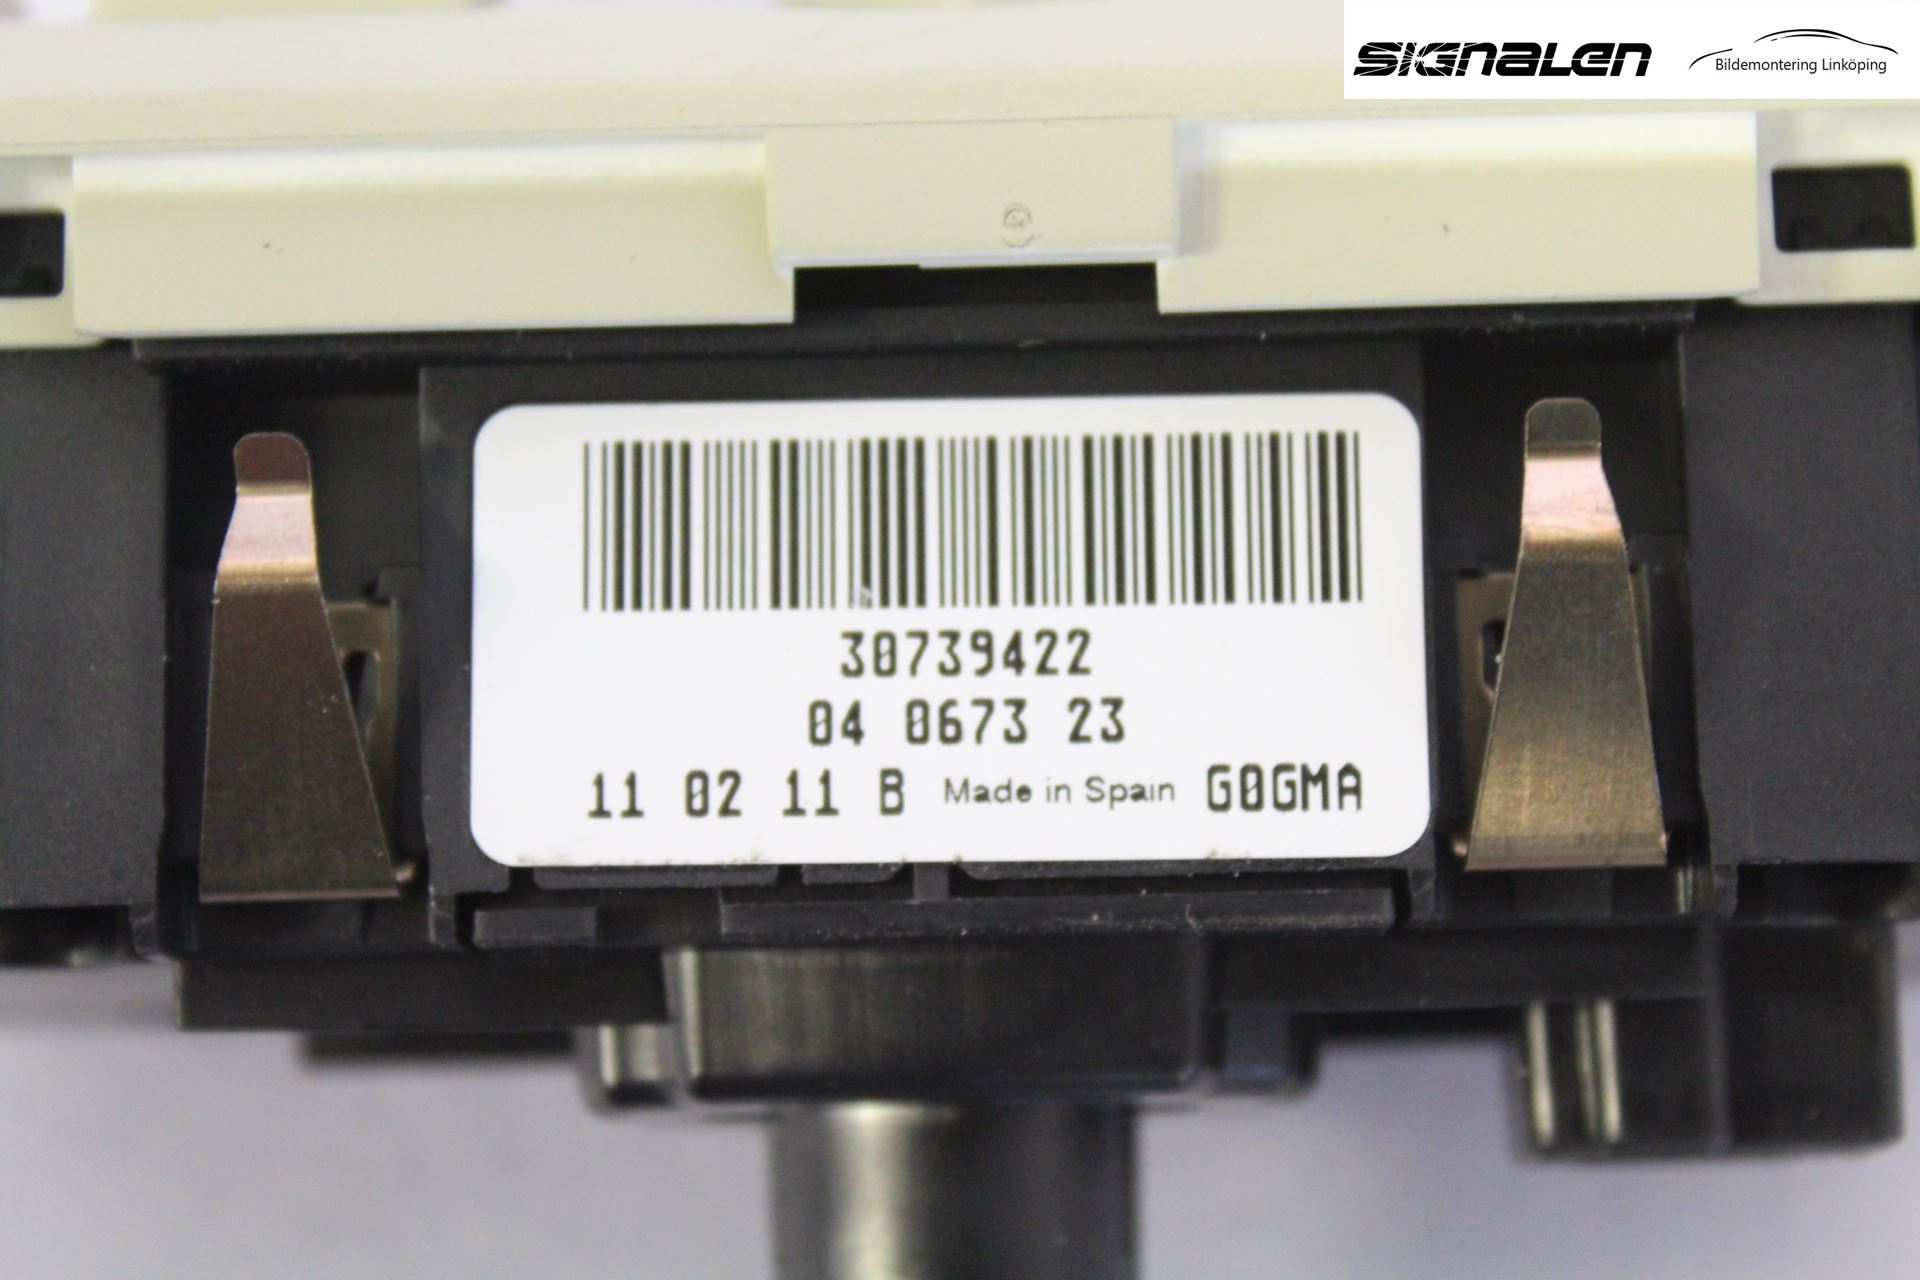 SIGNALEN
Bildemontering Linköping
30739422
04 0673 23
11 02 11 B Made in Spain G0GMA